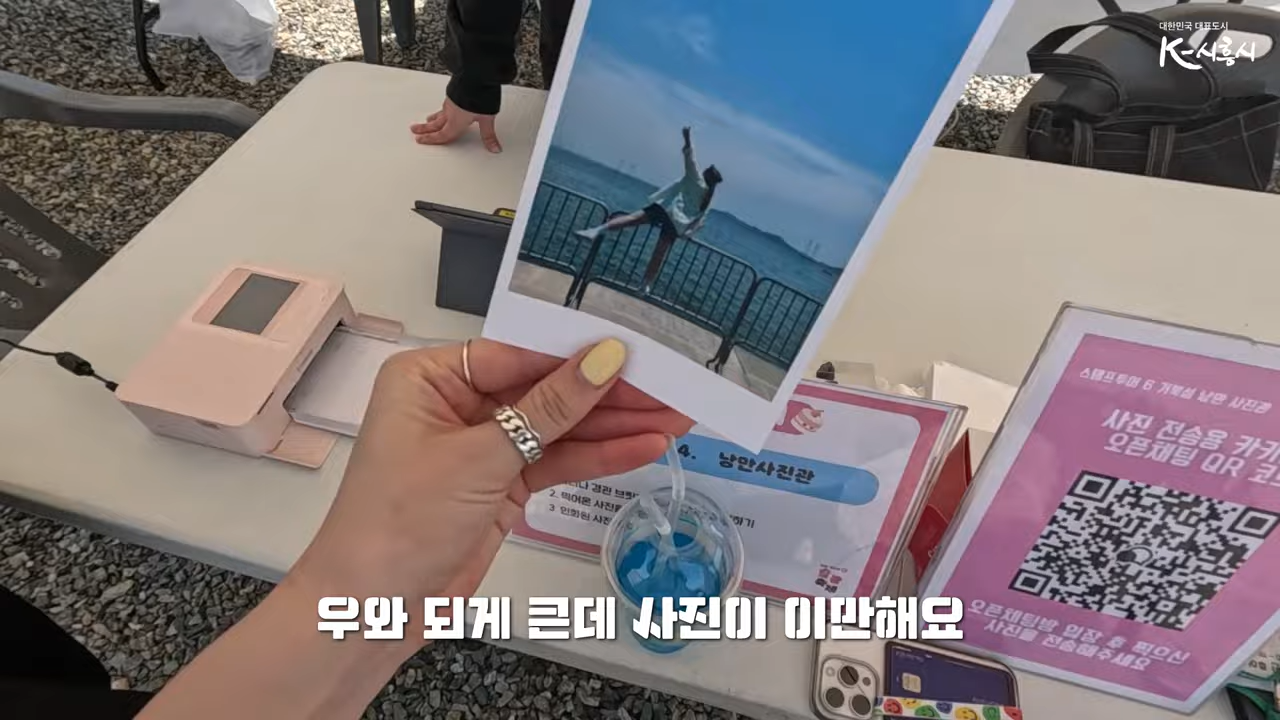 대한민국 대표도시
K-시흥시
4. 낭만사진관
2. 찍어온 사진을
3. 인화된 사진
하기
스탬프투어 6 거북섬 낭만 사진관
사진 전송용 카카
오픈채팅 QR 코
오픈채팅방 입장 후 찍으신
사진을 전송해주세요
우와 되게 큰데 사진이 이만해요